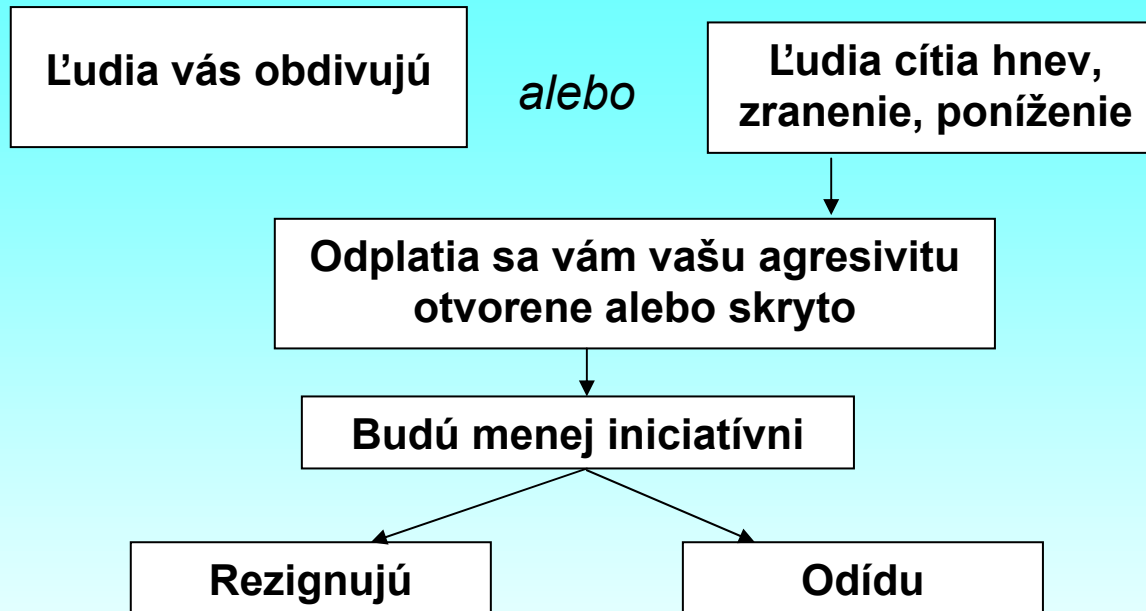 Ľudia vás obdivujú
alebo
Ľudia cítia hnev,
zranenie, poníženie
Odplatia sa vám vašu agresivitu
otvorene alebo skryto
Budú menej iniciatívni
Rezignujú
Odídu